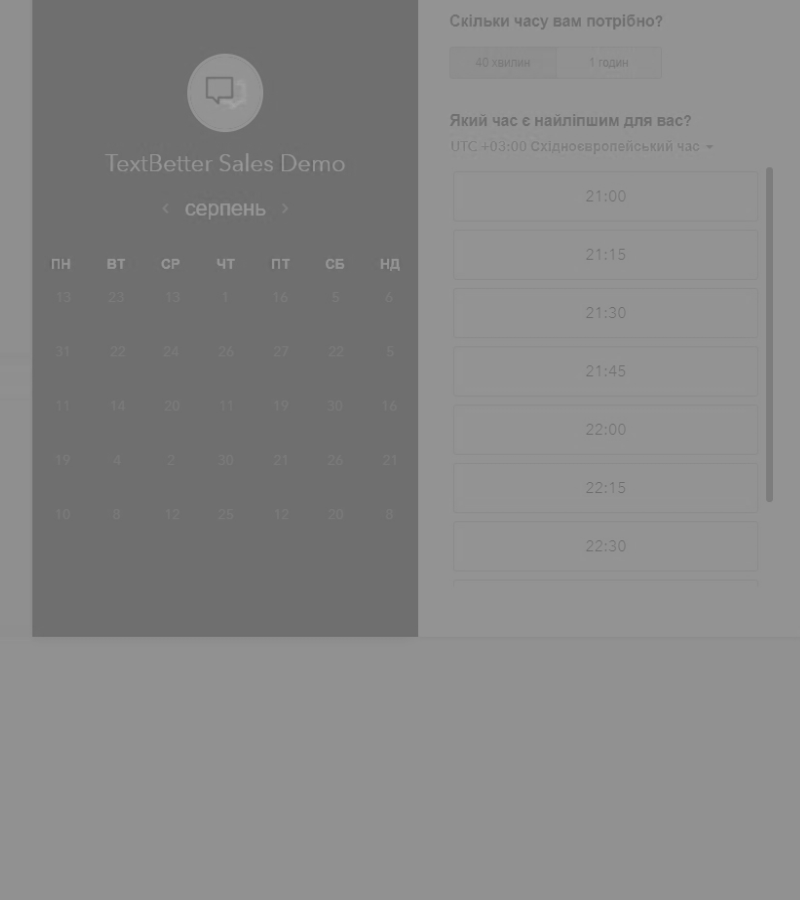 TextBetter Sales Demo
серпень
ПН ВТ СР ЧТ ПТ СБ НД
13 23 13 1 16 5 6
31 22 24 26 27 22 5
11 14 20 11 19 30 16
19 4 2 30 21 26 21
10 8 12 25 12 20 8
Скільки часу вам потрібно?
40 хвилин 1 годин
Який час є найліпшим для вас?
UTC +03:00 Східноєвропейський час
21:00
21:15
21:30
21:45
22:00
22:15
22:30